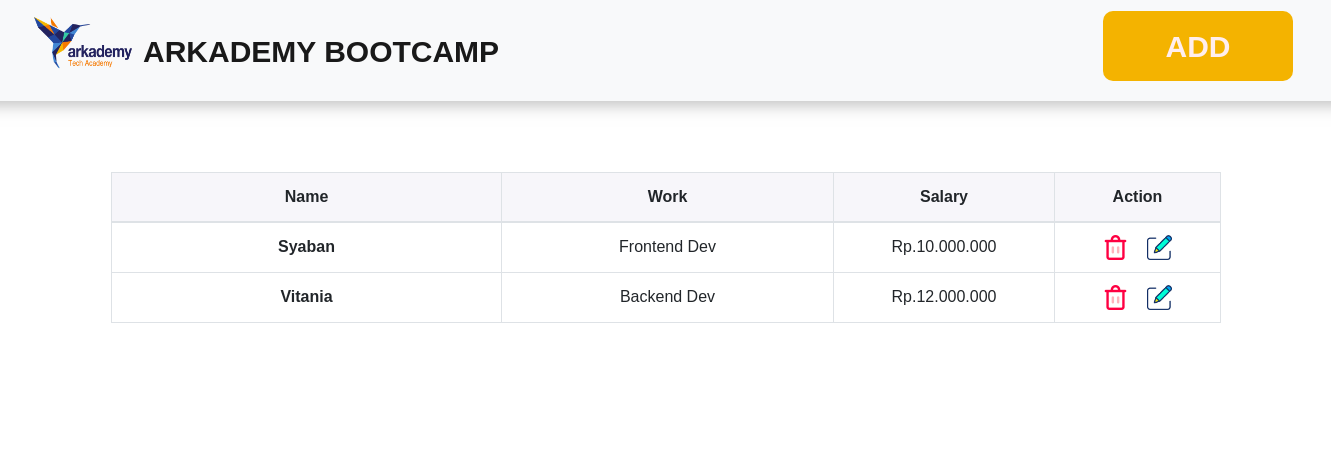 arkademy
Tech Academy
ARKADEMY BOOTCAMP
ADD
Name Work Salary Action
Syaban Frontend Dev Rp.10.000.000
Vitania Backend Dev Rp.12.000.000